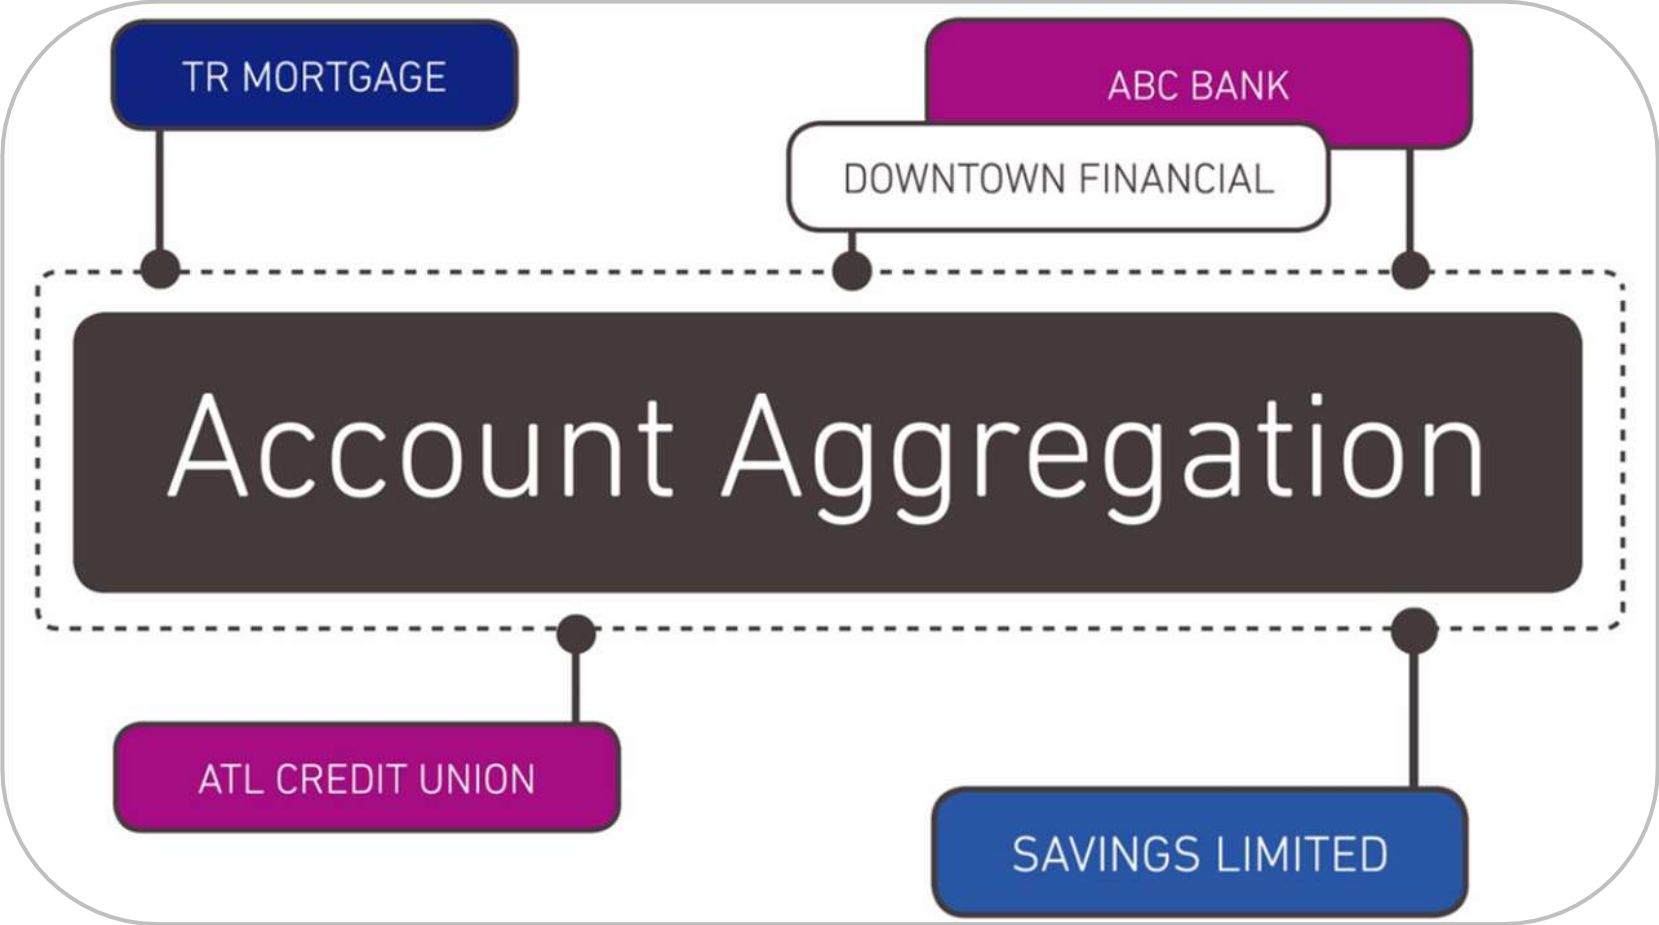 TR MORTGAGE
ABC BANK
DOWNTOWN FINANCIAL
Account Aggregation
ATL CREDIT UNION
SAVINGS LIMITED